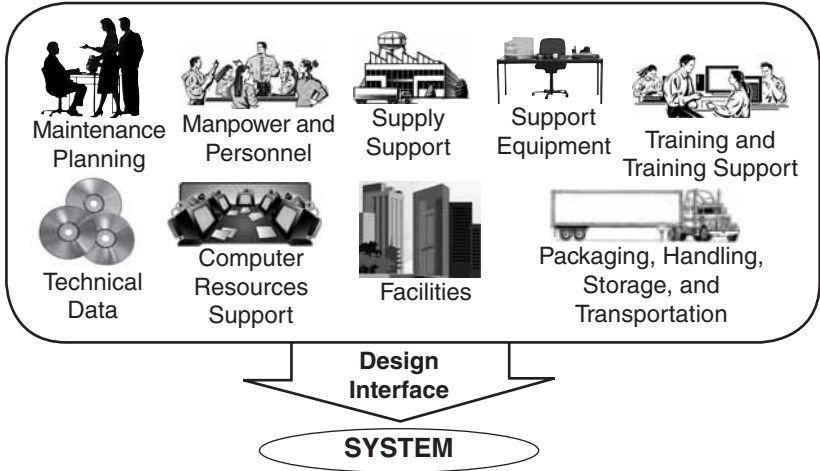 Maintenance
Planning
Manpower and
Personnel
Supply
Support
Support
Equipment
Training and
Training Support
Technical
Data
Computer
Resources
Support
Facilities
Packaging, Handling,
Storage, and
Transportation
Design
Interface
SYSTEM